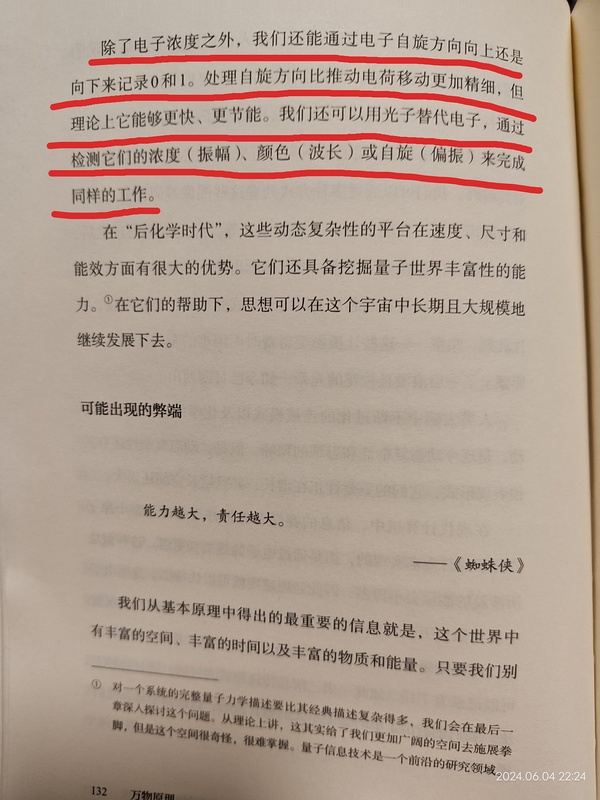 除了电子浓度之外，我们还能通过电子自旋方向向上还是
向下来记录0和1。处理自旋方向比推动电荷移动更加精细，但
理论上它能够更快、更节能。我们还可以用光子替代电子，通过
检测它们的浓度（振幅）、颜色（波长）或自旋（偏振）来完成
同样的工作。
在“后化学时代”，这些动态复杂性的平台在速度、尺寸和
能效方面有很大的优势。它们还具备挖掘量子世界丰富性的能
力。①在它们的帮助下，思想可以在这个宇宙中长期且大规模地
继续发展下去。
可能出现的弊端
能力越大，责任越大。
——《蜘蛛侠》
我们从基本原理中得出的最重要的信息就是，这个世界中
有丰富的空间、丰富的时间以及丰富的物质和能量。只要我们别
① 对一个系统的完整量子力学描述要比其经典描述复杂得多，我们会在最后一
章深入探讨这个问题。从理论上讲，这其实给了我们更加广阔的空间去施展拳
脚，但是这个空间很奇怪，很难掌握。量子信息技术是一个前沿的研究领域。
132 万物原理
2024.06.04 22:24